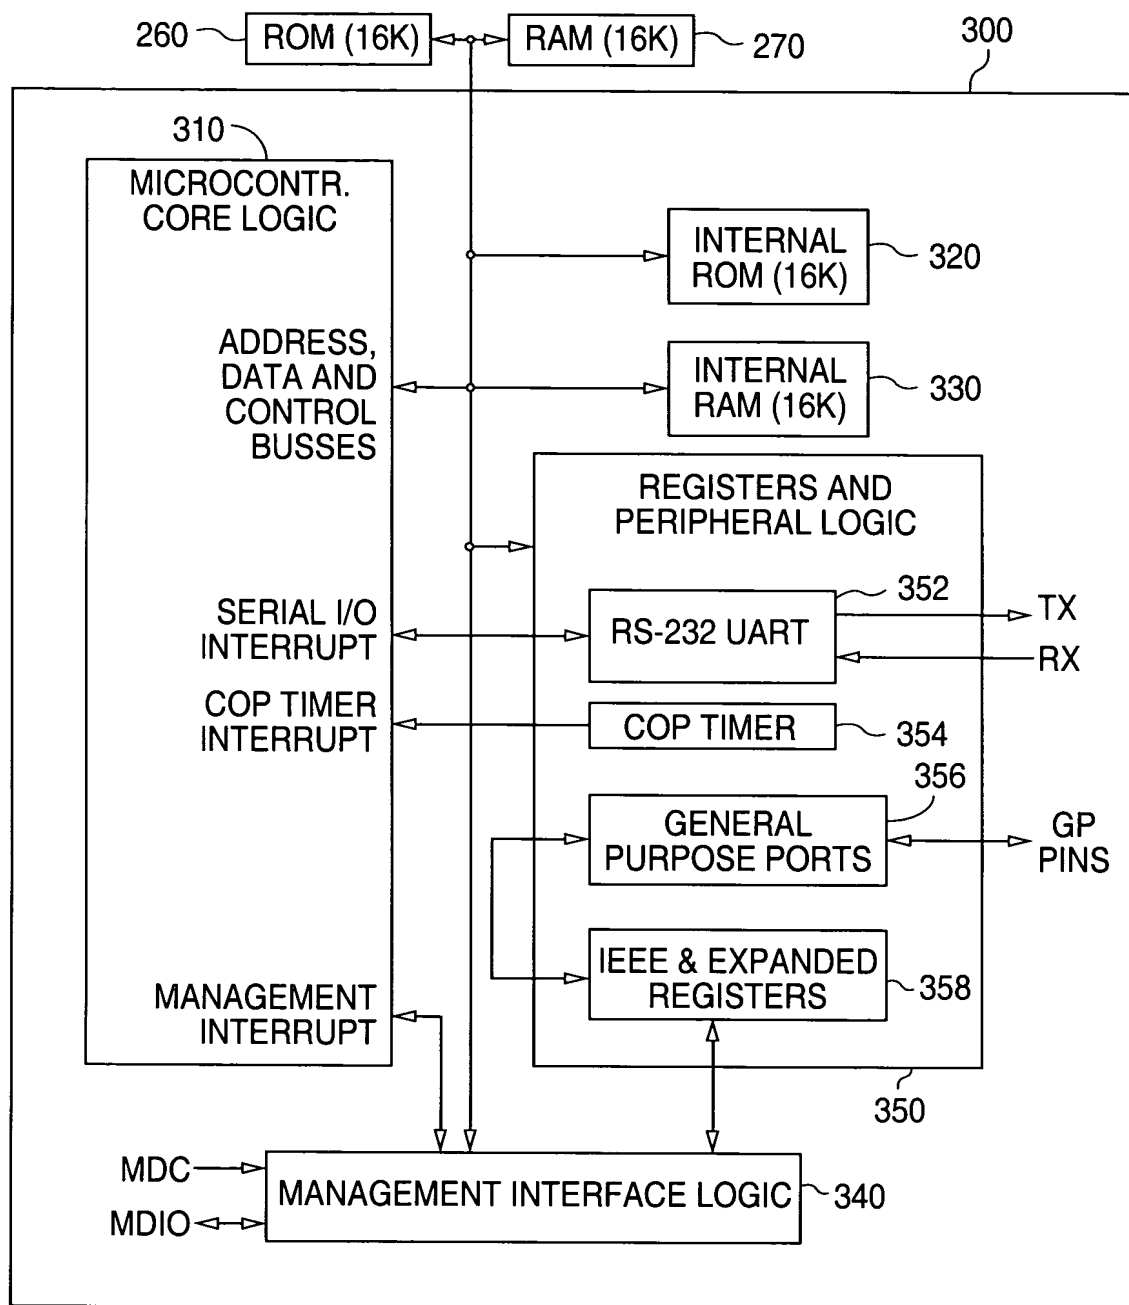 260
ROM (16K)
RAM (16K)
270
300
310
MICROCONTR.
CORE LOGIC
INTERNAL
ROM (16K)
320
ADDRESS,
DATA AND
CONTROL
BUSSES
INTERNAL
RAM (16K)
330
REGISTERS AND
PERIPHERAL LOGIC
352
SERIAL I/O
INTERRUPT
RS-232 UART
TX
RX
COP TIMER
INTERRUPT
COP TIMER
354
356
GENERAL
PURPOSE PORTS
GP
PINS
IEEE & EXPANDED
REGISTERS
358
MANAGEMENT
INTERRUPT
350
MDC
MDIO
MANAGEMENT INTERFACE LOGIC
340